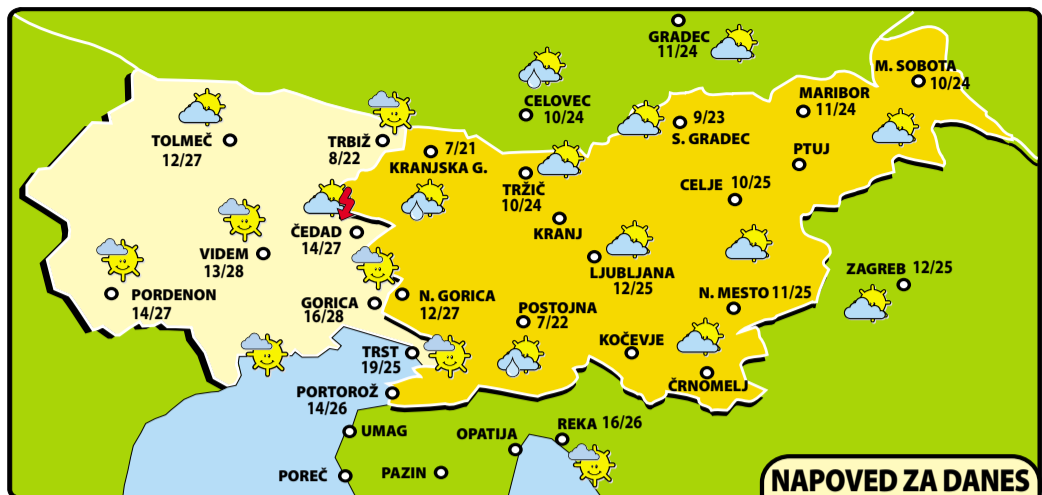 GRADEC
11/24
M. SOBOTA
10/24
MARIBOR
11/24
CELOVEC
10/24
9/23
S. GRADEC
TOLMEČ
12/27
TRBIŽ
8/22
7/21
KRANJSKA G.
PTUJ
TRŽIČ
10/24
CELJE 10/25
KRANJ
ČEDAD
14/27
VIDEM
13/28
LJUBLJANA
12/25
ZAGREB 12/25
PORDENON
14/27
GORICA
16/28
N. GORICA
12/27
N. MESTO 11/25
POSTOJNA
7/22
KOČEVJE
TRST
19/25
ČRNOMELJ
PORTOROŽ
14/26
UMAG
OPATIJA
REKA 16/26
POREČ
PAZIN
NAPOVED ZA DANES